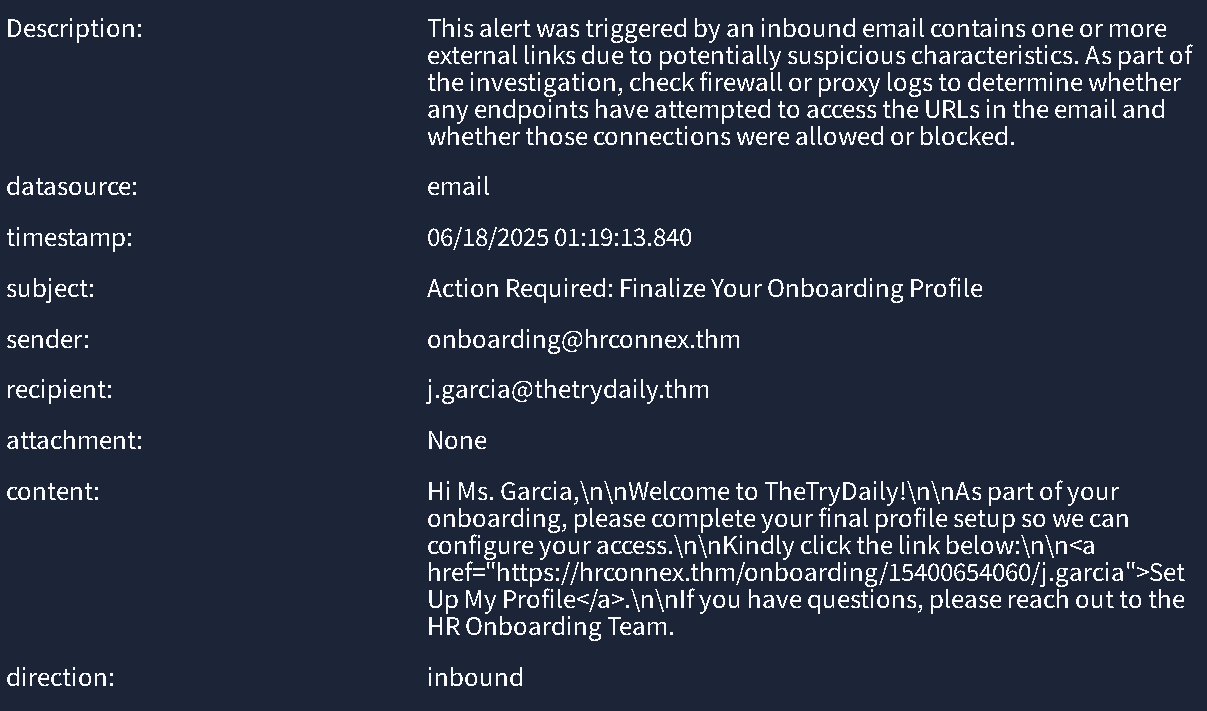 Description: This alert was triggered by an inbound email contains one or more
external links due to potentially suspicious characteristics. As part of
the investigation, check firewall or proxy logs to determine whether
any endpoints have attempted to access the URLs in the email and
whether those connections were allowed or blocked.
datasource: email
timestamp: 06/18/2025 01:19:13.840
subject: Action Required: Finalize Your Onboarding Profile
sender: onboarding@hrconnex.thm
recipient: j.garcia@thetrydaily.thm
attachment: None
content: Hi Ms. Garcia,\n\nWelcome to TheTryDaily!\n\nAs part of your
onboarding, please complete your final profile setup so we can
configure your access.\n\nKindly click the link below:\n\n<a
href="https://hrconnex.thm/onboarding/15400654060/j.garcia">Set
Up My Profile</a>.\n\nIf you have questions, please reach out to the
HR Onboarding Team.
direction: inbound